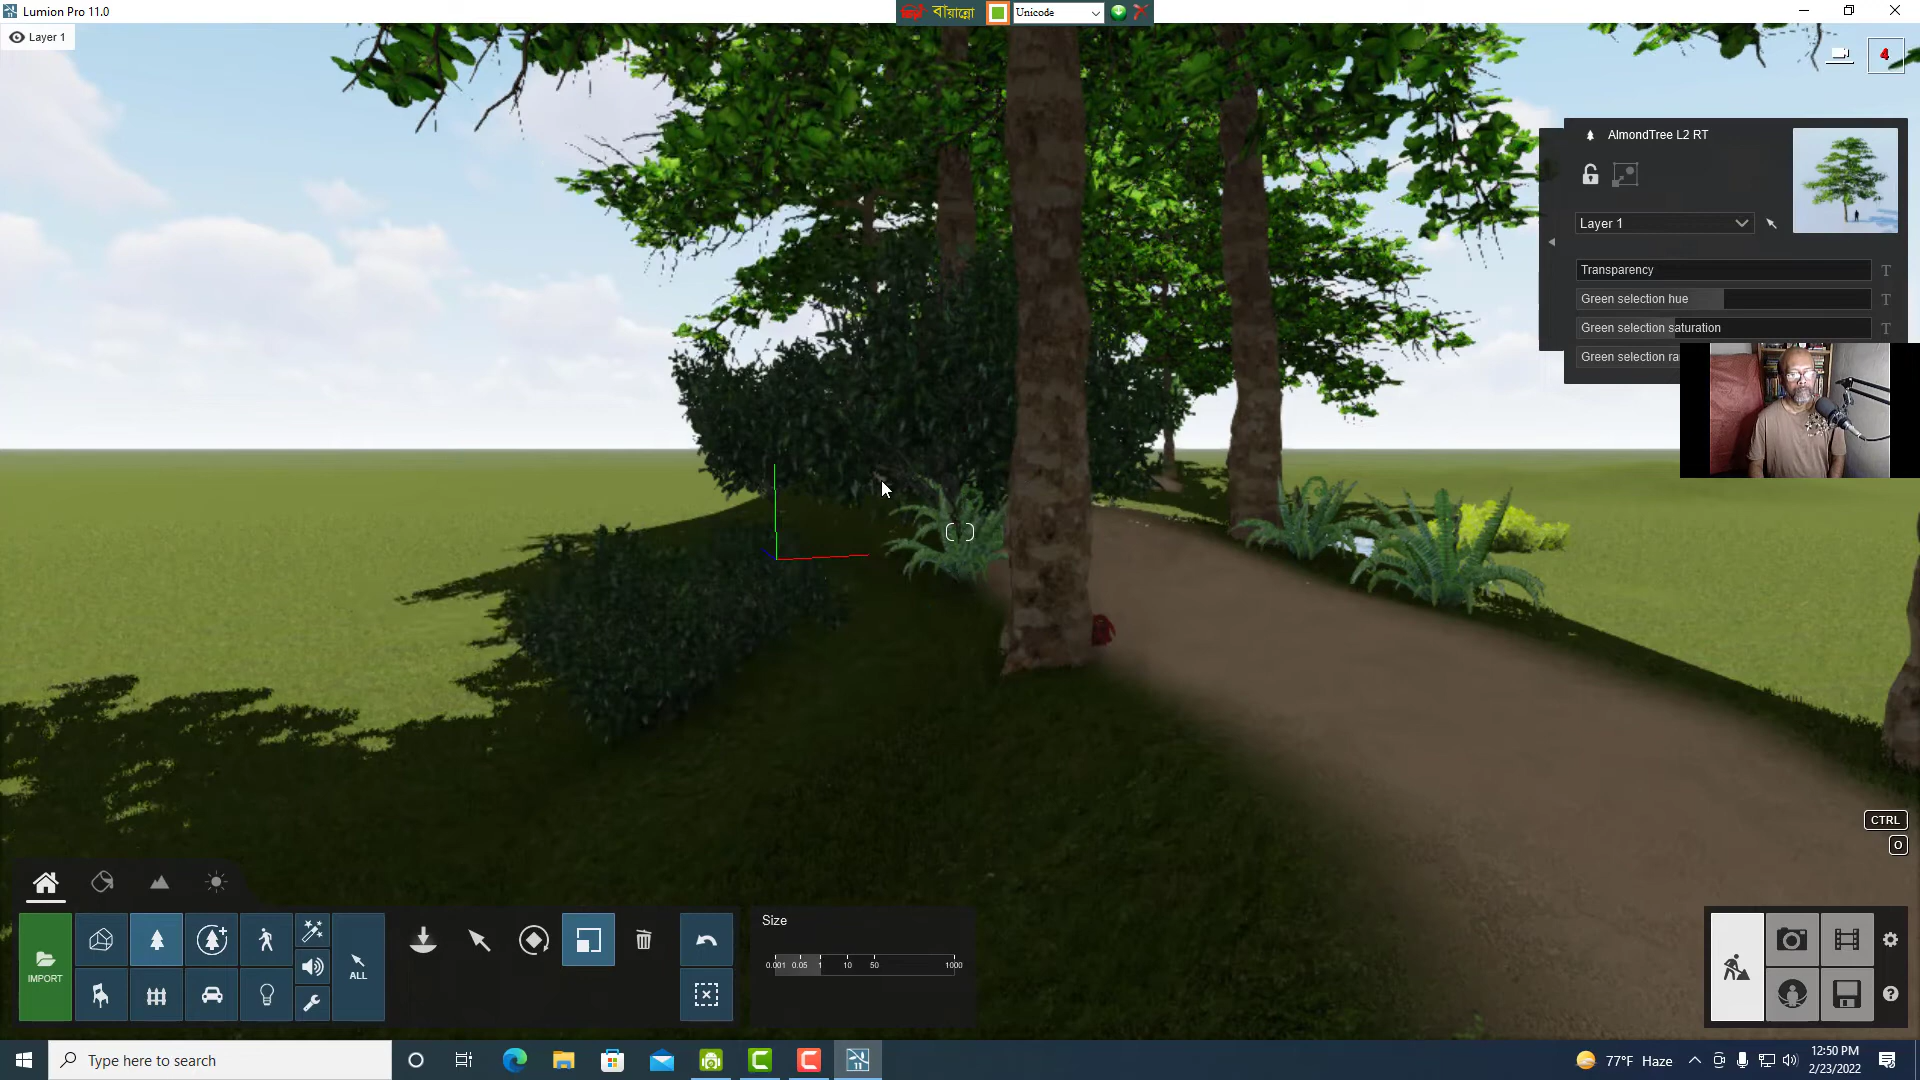 Lumion Pro 11.0
বায়ান্নো
Unicode
Layer 1
4
AlmondTree L2 RT
Layer 1
Transparency
T
Green selection hue
T
Green selection saturation
T
Green selection ra
CTRL
O
IMPORT
ALL
Size
0.001 0.05 1 10 50 1000
Type here to search
77°F Haze
12:50 PM
2/23/2022